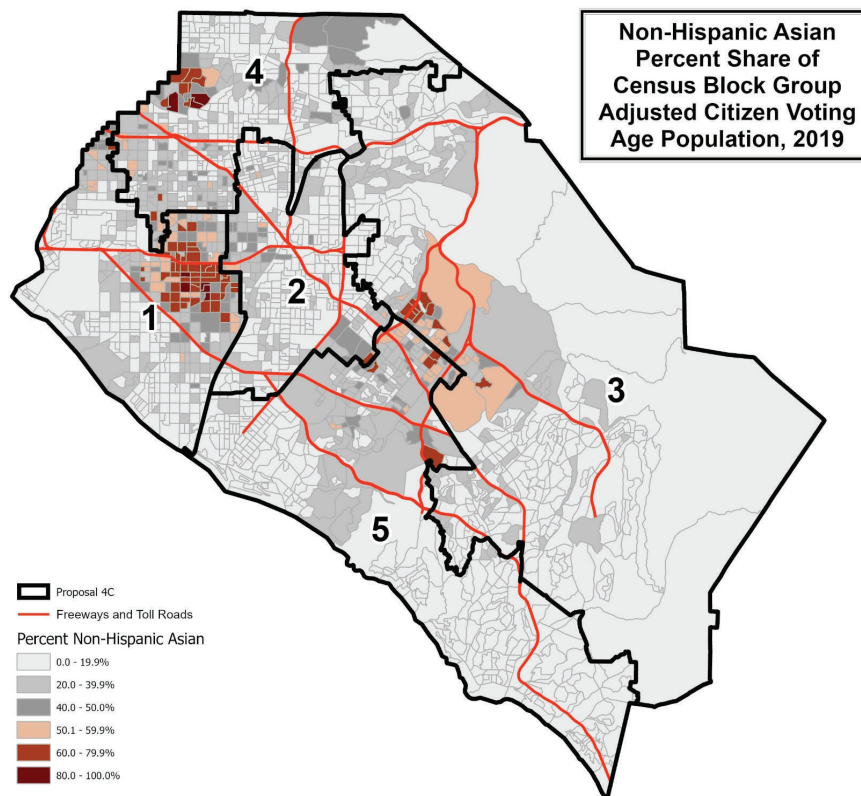 Non-Hispanic Asian
Percent Share of
Census Block Group
Adjusted Citizen Voting
Age Population, 2019
4
2
1
3
5
Proposal 4C
Freeways and Toll Roads
Percent Non-Hispanic Asian
0.0 - 19.9%
20.0 - 39.9%
40.0 - 50.0%
50.1 - 59.9%
60.0 - 79.9%
80.0 - 100.0%